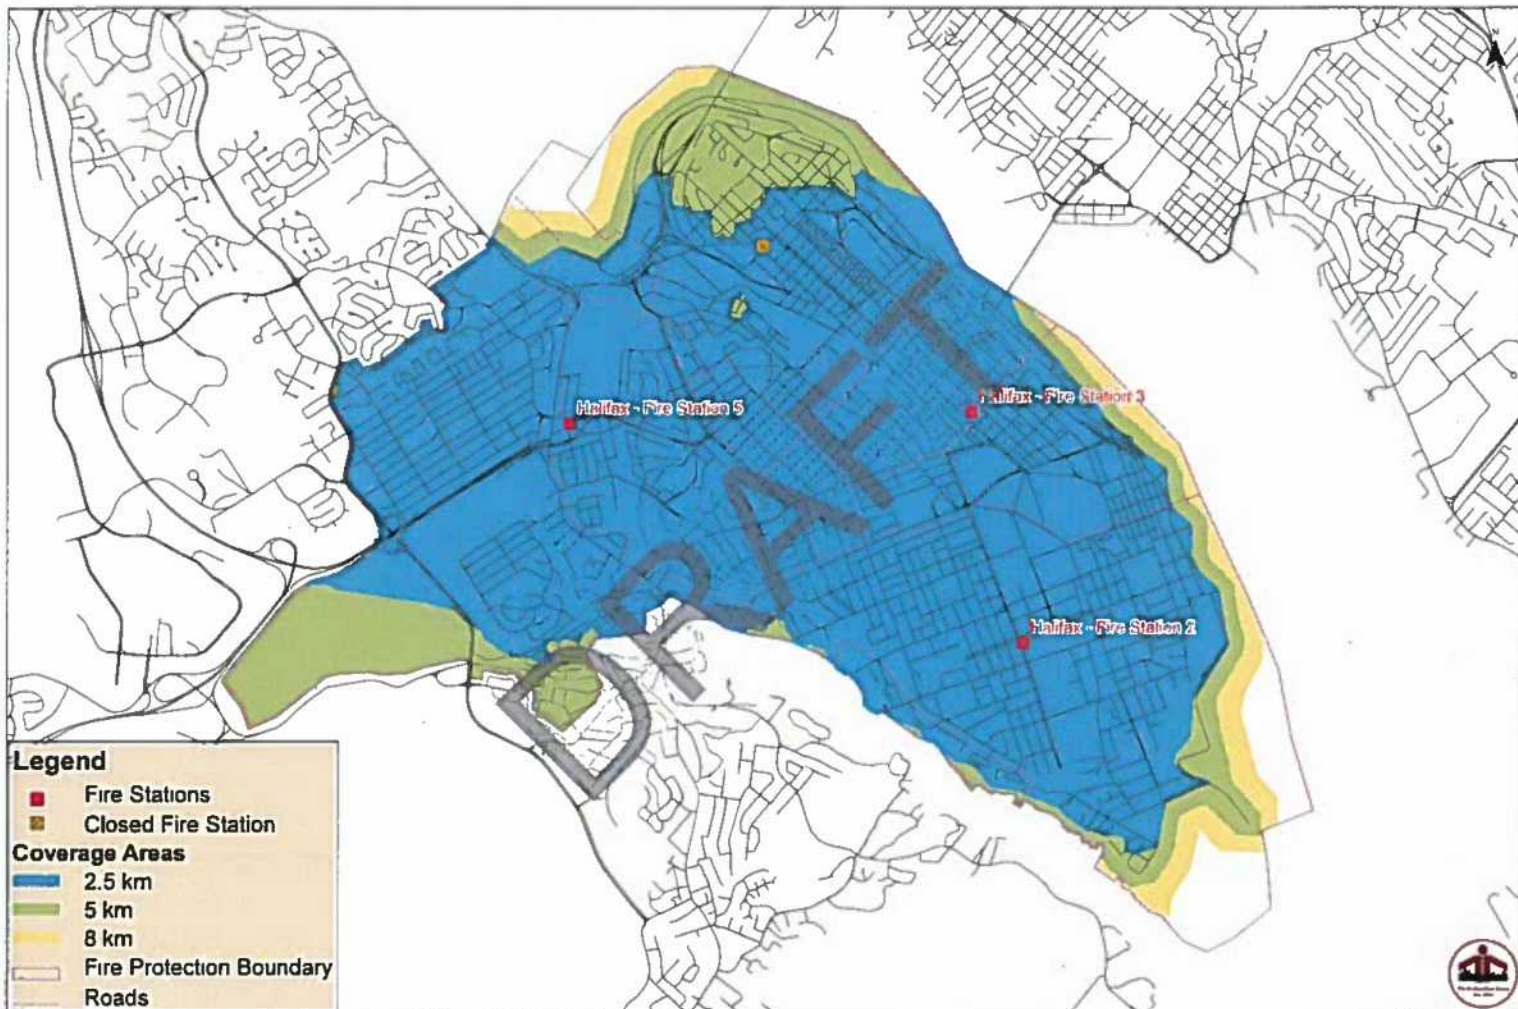 N
Halifax - Fire Station 5
Halifax - Fire Station 3
Halifax - Fire Station 2
DRAFT
Legend
Fire Stations
Closed Fire Station
Coverage Areas
2.5 km
5 km
8 km
Fire Protection Boundary
Roads